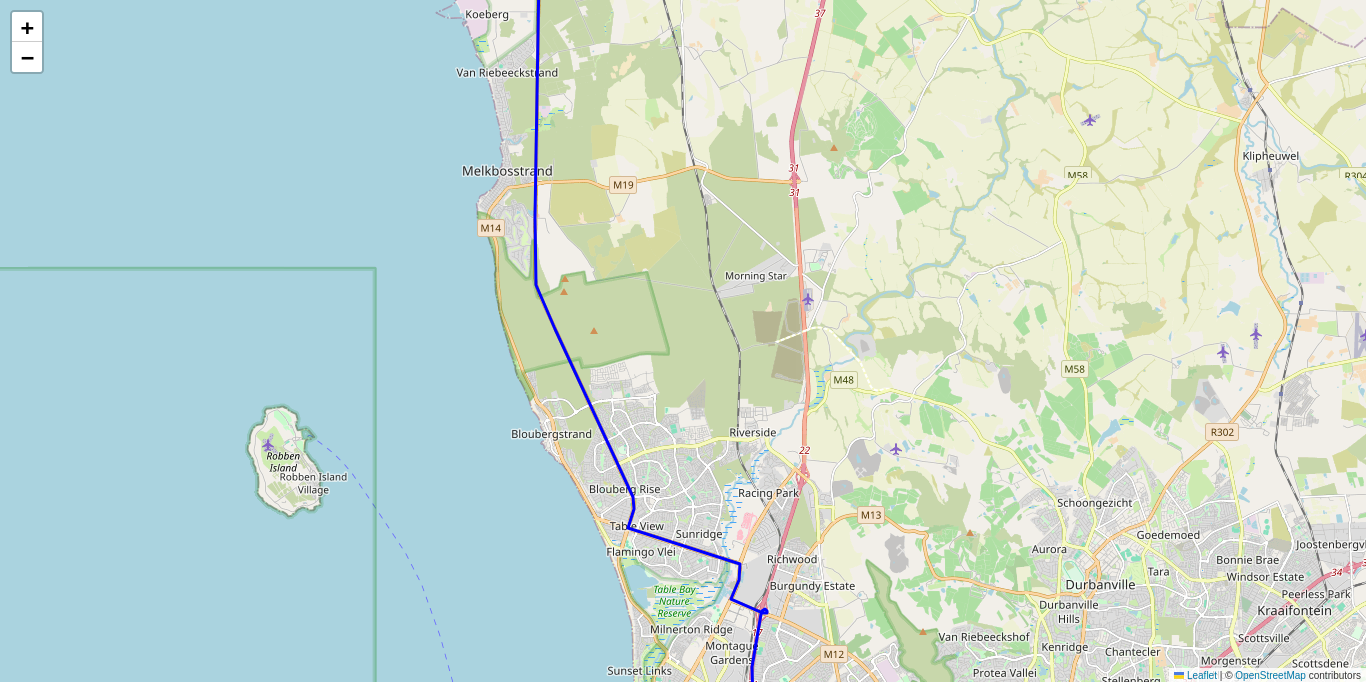 +
−
Koeberg
37
Van Riebeeckstrand
Melkbosstrand
M19
31
31
M58
Klipheuwel
R304
M14
Morning Star
M48
M58
Bloubergstrand
Riverside
R302
22
Robben
Island
Robben Island
Village
Blouberg Rise
Racing Park
Schoongezicht
M13
Table View
Sunridge
Goedemoed
Aurona
Joostenbergvl
Flamingo Vlei
Richwood
Bonnie Brae
Tara
34
Windsor Estate
Durbanville
Burgundy Estate
Peerless Park
Table Bay
Nature
Reserve
Durbanville
Hills
Kraaifontein
Milnerton Ridge
Van Riebeeckshof
Scottsville
Montague
Gardens
M12
Kenridge
Chantecler
Morgenster
Scottsdene
Sunset Links
Protea Valley
Stellenberg
Leaflet | © OpenStreetMap contributors